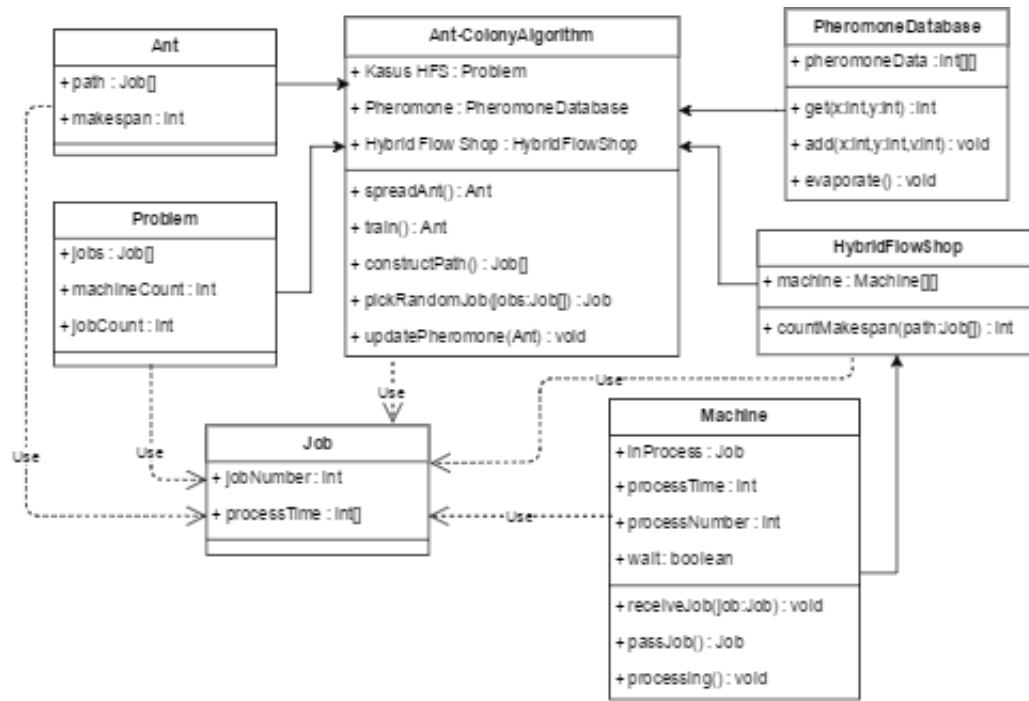 Ant
+ path : Job[]
+ makespan : Int
Ant-ColonyAlgorithm
+ Kasus HFS : Problem
+ Pheromone : PheromoneDatabase
+ Hybrid Flow Shop : HybridFlowShop
+ spreadAnt() : Ant
+ train() : Ant
+ constructPath() : Job[]
+ pickRandomJob(jobs:Job[]) : Job
+ updatePheromone(Ant) : void
PheromoneDatabase
+ pheromoneData : Int[][]
+ get(x:Int,y:Int) : Int
+ add(x:Int,y:Int,v:Int) : void
+ evaporate() : void
Problem
+ jobs : Job[]
+ machineCount : Int
+ jobCount : Int
HybridFlowShop
+ machine : Machine[][]
+ countMakespan(path:Job[]) : Int
Use
Use
Use
Use
Use
Job
+ jobNumber : Int
+ processTime : Int[]
Machine
+ inProcess : Job
+ processTime : Int
+ processNumber : Int
+ wait : boolean
+ receiveJob(job:Job) : void
+ passJob() : Job
+ processing() : void